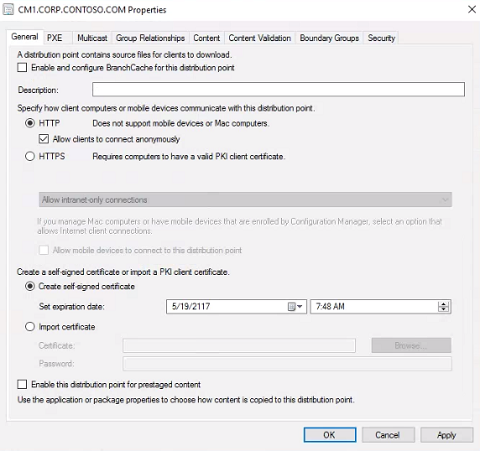 CM1.CORP.CONTOSO.COM Properties
General PXE Multicast Group Relationships Content Content Validation Boundary Groups Security
A distribution point contains source files for clients to download.
Enable and configure BranchCache for this distribution point
Description:
Specify how client computers or mobile devices communicate with this distribution point.
HTTP Does not support mobile devices or Mac computers.
Allow clients to connect anonymously
HTTPS Requires computers to have a valid PKI client certificate.
Allow intranet-only connections
If you manage Mac computers or have mobile devices that are enrolled by Configuration Manager, select an option that
allows Internet client connections.
Allow mobile devices to connect to this distribution point
Create a self-signed certificate or import a PKI client certificate.
Create self-signed certificate
Set expiration date: 5/19/2117 7:48 AM
Import certificate
Certificate: Browse...
Password:
Enable this distribution point for prestaged content
Use the application or package properties to choose how content is copied to this distribution point.
OK Cancel Apply